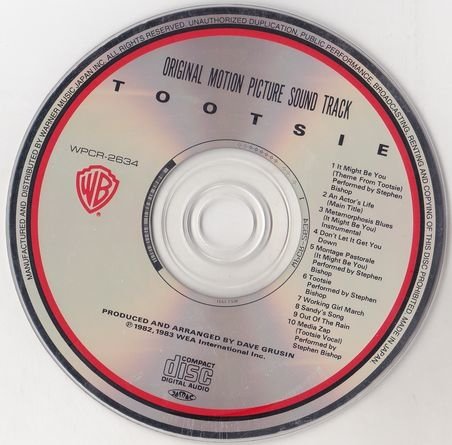 MANUFACTURED AND DISTRIBUTED BY WARNER MUSIC JAPAN INC. ALL RIGHTS RESERVED. UNAUTHORIZED DUPLICATION, PUBLIC PERFORMANCE, BROADCASTING, RENTING AND COPYING OF THIS DISC PROHIBITED. MADE IN JAPAN.
ORIGINAL MOTION PICTURE SOUND TRACK
TOOTSIE
WPCR-2634
WB
1 It Might Be You
(Theme From Tootsie)
Performed by Stephen
Bishop
2 An Actor's Life
(Main Title)
3 Metamorphosis Blues
(It Might Be You)
Instrumental
4 Don't Let It Get You
Down
5 Montage Pastorale
(It Might Be You)
Performed by Stephen
Bishop
6 Tootsie
Performed by Stephen
Bishop
7 Working Girl March
8 Sandy's Song
9 Out Of The Rain
10 Media Zap
(Tootsie Vocal)
Performed by Stephen
Bishop
PRODUCED AND ARRANGED BY DAVE GRUSIN
℗ 1982, 1983 WEA International Inc.
COMPACT
disc
DIGITAL AUDIO
JASRAC